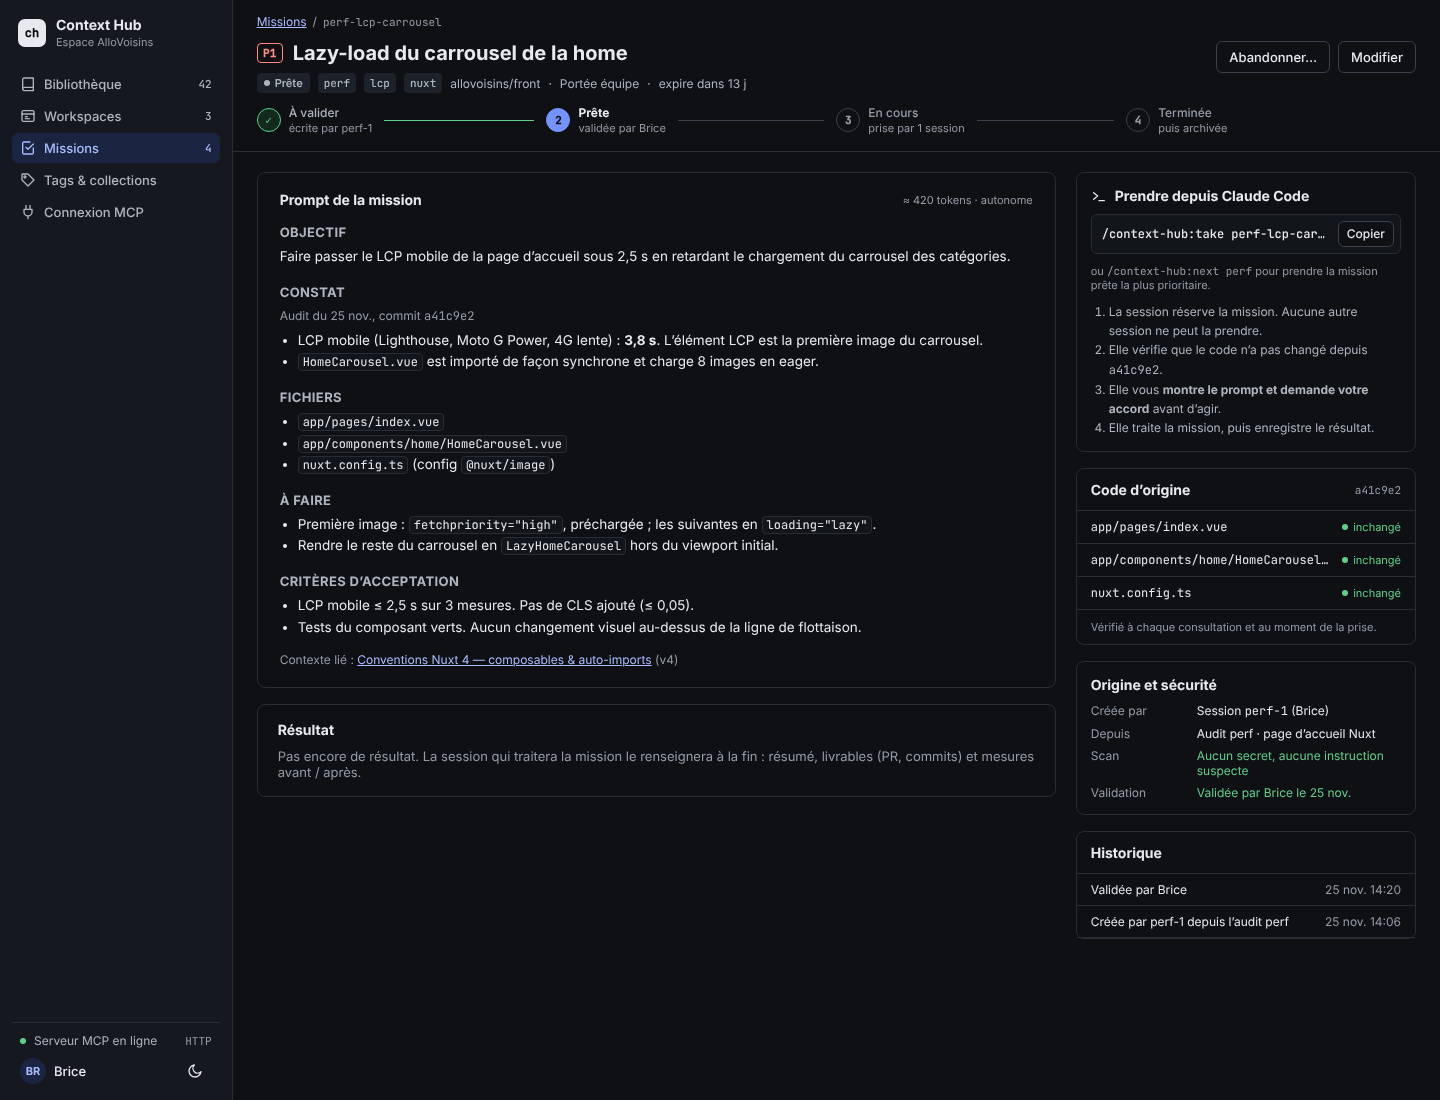 ch
Context Hub
Espace AlloVoisins
Bibliothèque 42
Workspaces 3
Missions 4
Tags & collections
Connexion MCP
Serveur MCP en ligne HTTP
BR Brice
Missions / perf-lcp-carrousel
P1 Lazy-load du carrousel de la home
Abandonner… Modifier
Prête perf lcp nuxt allovoisins/front · Portée équipe · expire dans 13 j
✓ À valider
écrite par perf-1
2 Prête
validée par Brice
3 En cours
prise par 1 session
4 Terminée
puis archivée
Prompt de la mission ≈ 420 tokens · autonome
OBJECTIF
Faire passer le LCP mobile de la page d’accueil sous 2,5 s en retardant le chargement du carrousel des catégories.
CONSTAT
Audit du 25 nov., commit a41c9e2
• LCP mobile (Lighthouse, Moto G Power, 4G lente) : 3,8 s. L’élément LCP est la première image du carrousel.
• HomeCarousel.vue est importé de façon synchrone et charge 8 images en eager.
FICHIERS
• app/pages/index.vue
• app/components/home/HomeCarousel.vue
• nuxt.config.ts (config @nuxt/image)
À FAIRE
• Première image : fetchpriority="high", préchargée ; les suivantes en loading="lazy".
• Rendre le reste du carrousel en LazyHomeCarousel hors du viewport initial.
CRITÈRES D’ACCEPTATION
• LCP mobile ≤ 2,5 s sur 3 mesures. Pas de CLS ajouté (≤ 0,05).
• Tests du composant verts. Aucun changement visuel au-dessus de la ligne de flottaison.
Contexte lié : Conventions Nuxt 4 — composables & auto-imports (v4)
Résultat
Pas encore de résultat. La session qui traitera la mission le renseignera à la fin : résumé, livrables (PR, commits) et mesures
avant / après.
Prendre depuis Claude Code
/context-hub:take perf-lcp-car… Copier
ou /context-hub:next perf pour prendre la mission
prête la plus prioritaire.
1. La session réserve la mission. Aucune autre
session ne peut la prendre.
2. Elle vérifie que le code n’a pas changé depuis
a41c9e2.
3. Elle vous montre le prompt et demande votre
accord avant d’agir.
4. Elle traite la mission, puis enregistre le résultat.
Code d’origine a41c9e2
app/pages/index.vue inchangé
app/components/home/HomeCarousel… inchangé
nuxt.config.ts inchangé
Vérifié à chaque consultation et au moment de la prise.
Origine et sécurité
Créée par Session perf-1 (Brice)
Depuis Audit perf · page d’accueil Nuxt
Scan Aucun secret, aucune instruction
suspecte
Validation Validée par Brice le 25 nov.
Historique
Validée par Brice 25 nov. 14:20
Créée par perf-1 depuis l’audit perf 25 nov. 14:06